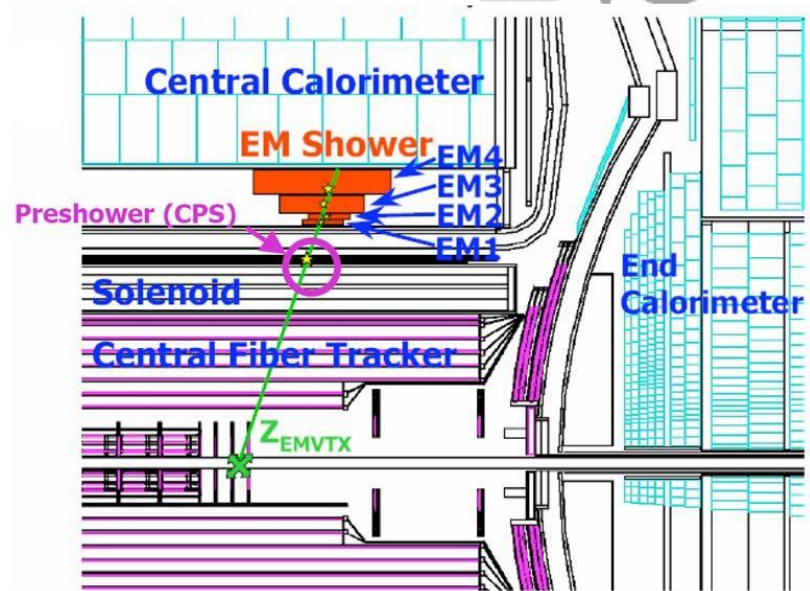 Central Calorimeter
EM Shower
EM4
EM3
EM2
EM1
Preshower (CPS)
Solenoid
End
Calorimeter
Central Fiber Tracker
ZEMVTX